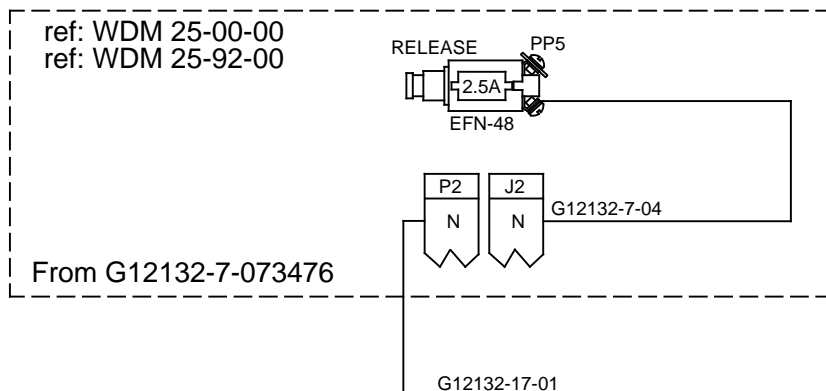 ref: WDM 25-00-00
ref: WDM 25-92-00
RELEASE
PP5
2.5A
EFN-48
P2
J2
N
N
G12132-7-04
From G12132-7-073476
G12132-17-01